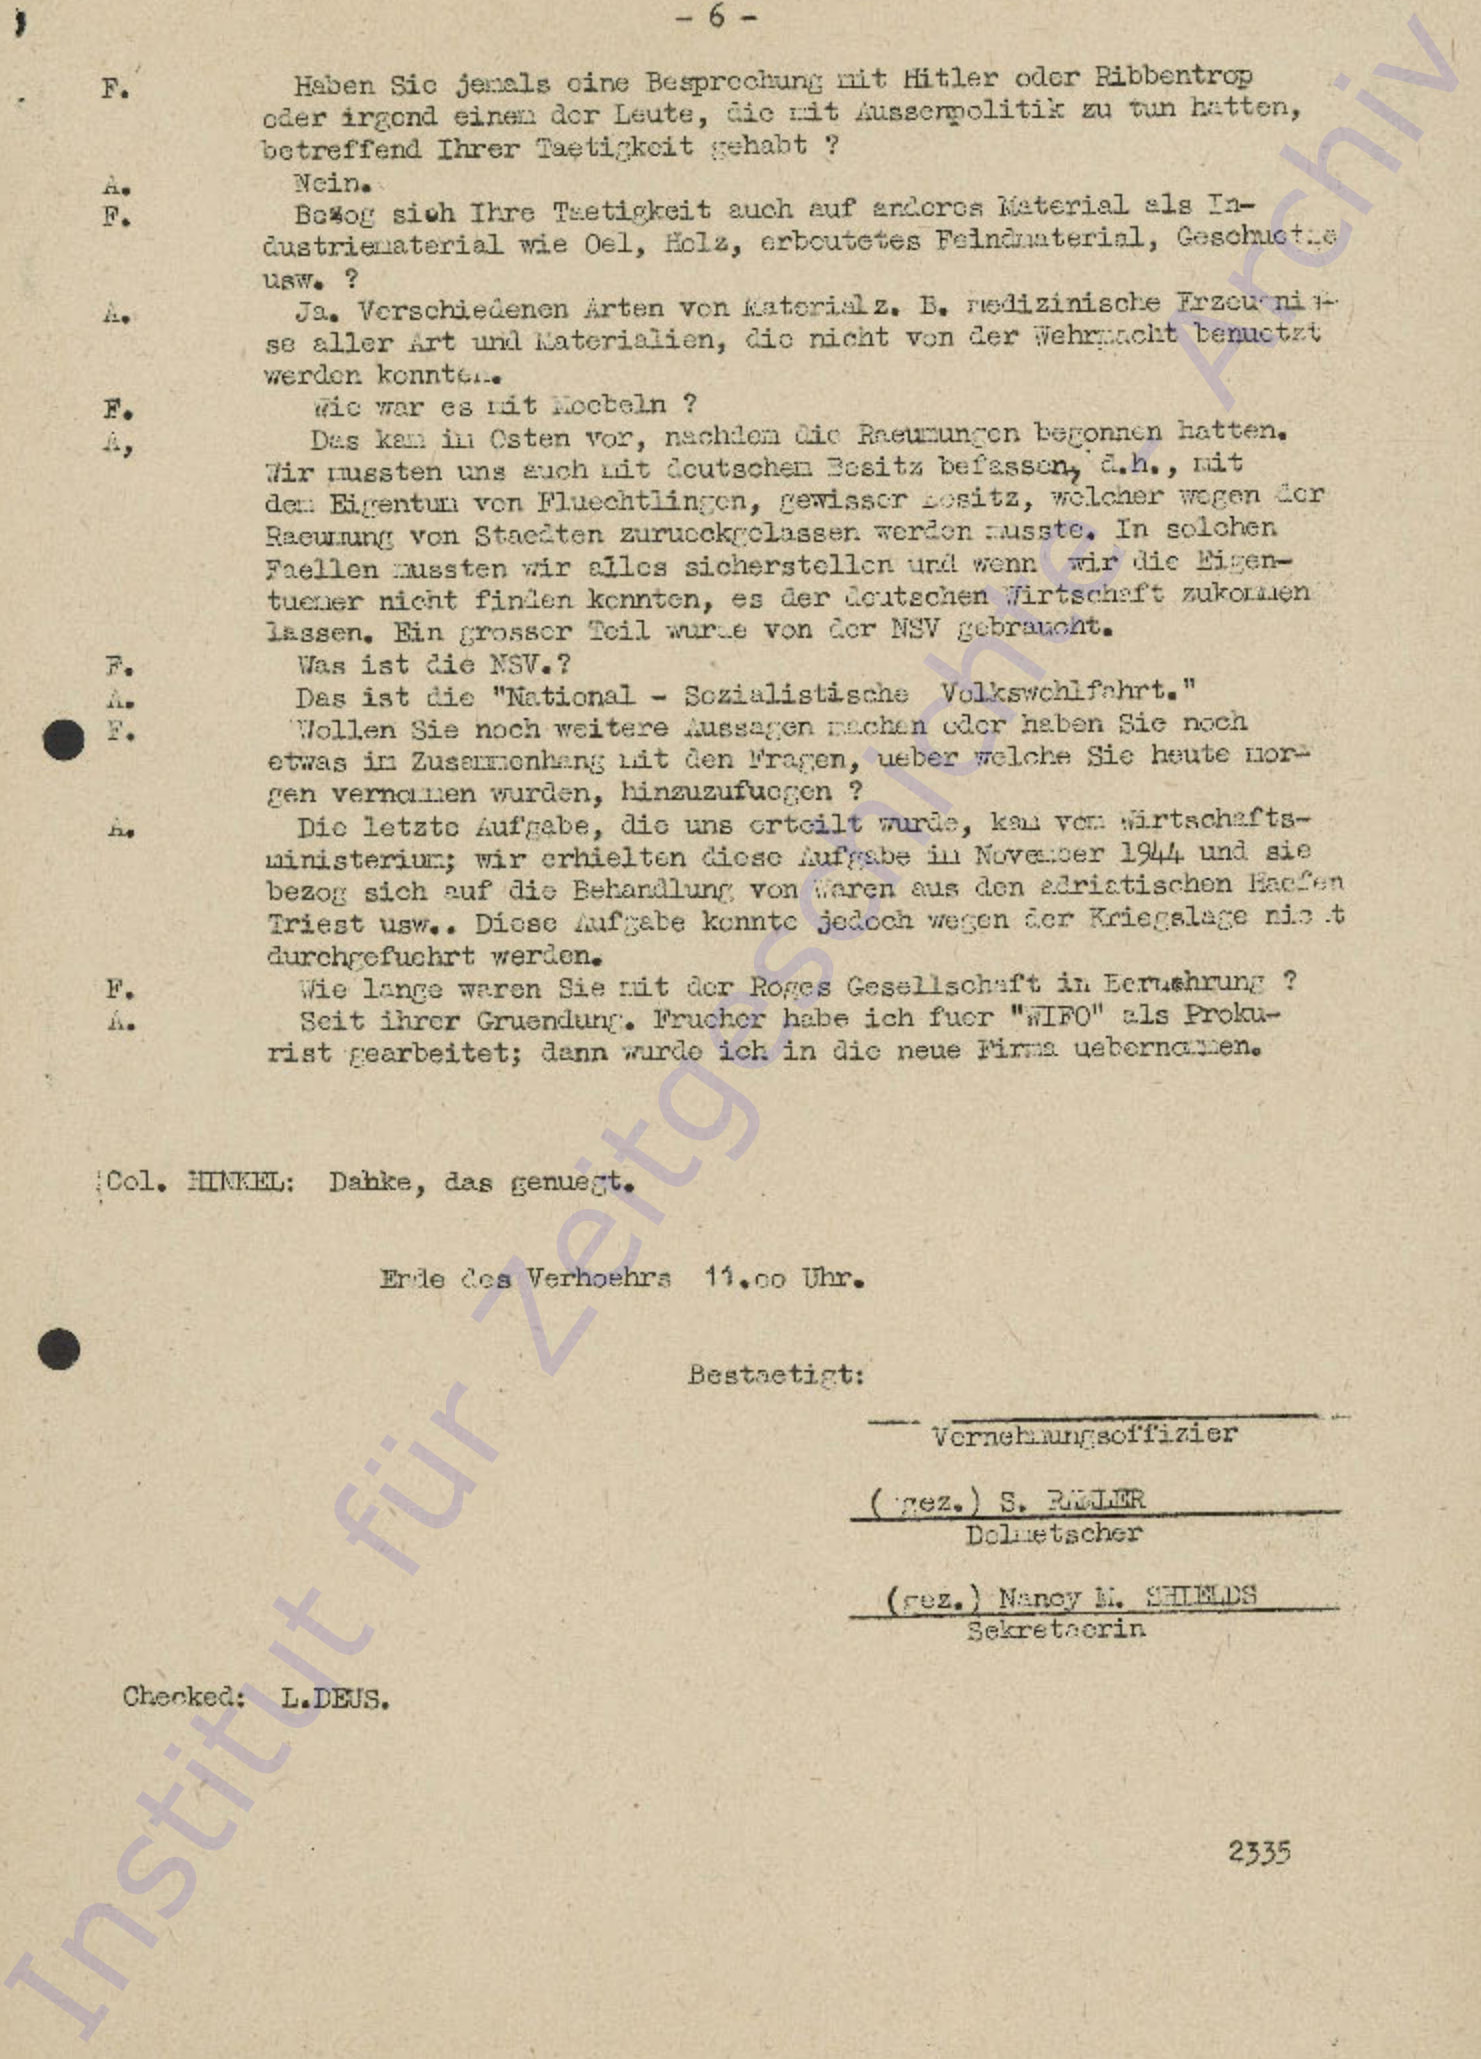 - 6 -
F. Haben Sie jemals eine Besprechung mit Hitler oder Ribbentrop
oder irgend einem der Leute, die mit Aussenpolitik zu tun hatten,
betreffend Ihrer Taetigkeit gehabt ?
A. Nein.
F. Bezog sich Ihre Taetigkeit auch auf anderes Material als In-
dustriematerial wie Oel, Holz, erbeutetes Feindmaterial, Geschuetze
usw. ?
A. Ja. Verschiedenen Arten von Material z. B. medizinische Erzeugnis-
se aller Art und Materialien, die nicht von der Wehrmacht benuetzt
werden konnten.
F. Wie war es mit Moebeln ?
A, Das kam im Osten vor, nachdem die Raeumungen begonnen hatten.
Wir mussten uns auch mit deutschem Besitz befassen, d.h., mit
dem Eigentum von Fluechtlingen, gewisser Besitz, welcher wegen der
Raeumung von Staedten zurueckgelassen werden musste. In solchen
Faellen mussten wir alles sicherstellen und wenn wir die Eigen-
tuemer nicht finden konnten, es der deutschen Wirtschaft zukommen
lassen. Ein grosser Teil wurde von der NSV gebraucht.
F. Was ist die NSV.?
A. Das ist die "National - Sozialistische Volkswohlfahrt."
F. Wollen Sie noch weitere Aussagen machen oder haben Sie noch
etwas im Zusammenhang mit den Fragen, ueber welche Sie heute mor-
gen vernommen wurden, hinzuzufuegen ?
A. Die letzte Aufgabe, die uns erteilt wurde, kam vom Wirtschafts-
ministerium; wir erhielten diese Aufgabe im November 1944 und sie
bezog sich auf die Behandlung von Waren aus den adriatischen Haefen
Triest usw.. Diese Aufgabe konnte jedoch wegen der Kriegslage nicht
durchgefuehrt werden.
F. Wie lange waren Sie mit der Roges Gesellschaft in Beruehrung ?
A. Seit ihrer Gruendung. Frueher habe ich fuer "WIFO" als Proku-
rist gearbeitet; dann wurde ich in die neue Firma uebernommen.
Col. HINKEL: Danke, das genuegt.
Ende des Verhoehrs 11.oo Uhr.
Bestaetigt:
Vernehmungsoffizier
(gez.) S.
Dolmetscher
(gez.) Nancy M. SHIELDS
Sekretaerin
Checked: L.DEUS.
2335
Institut für Zeitgeschichte - Archiv